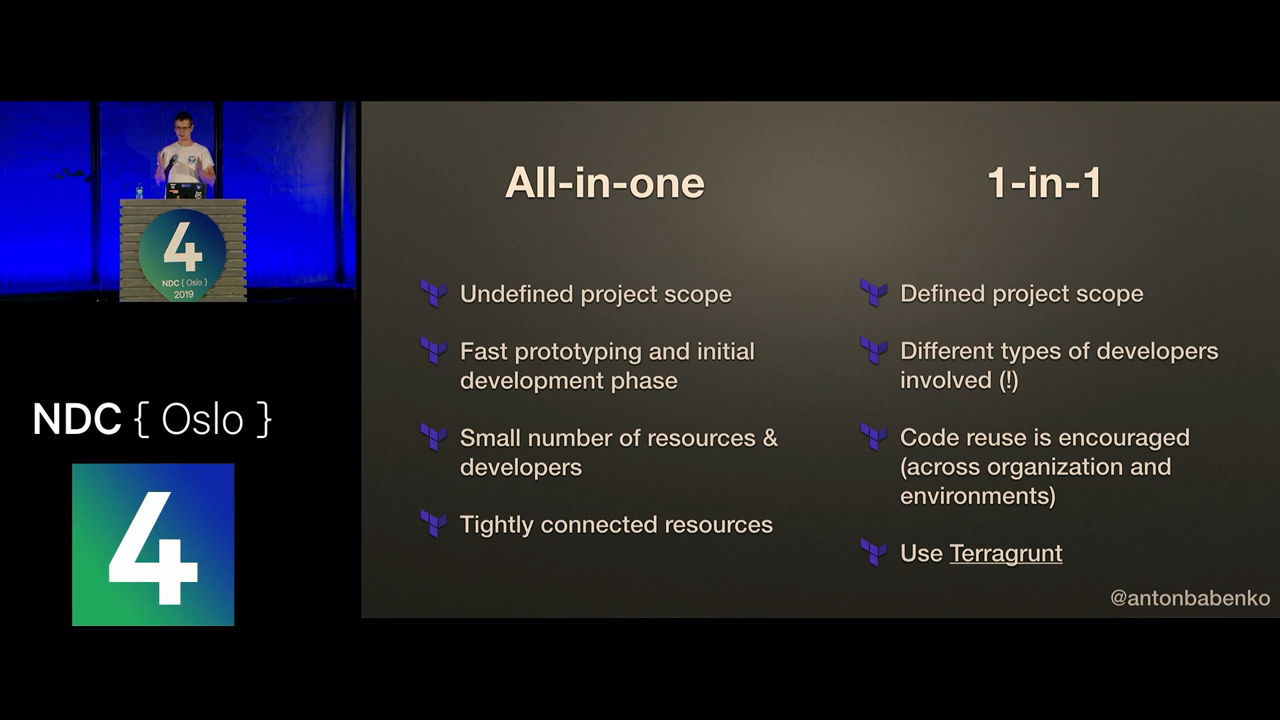 4
NDC { Oslo }
2019
NDC { Oslo }
4
All-in-one
Undefined project scope
Fast prototyping and initial
development phase
Small number of resources &
developers
Tightly connected resources
1-in-1
Defined project scope
Different types of developers
involved (!)
Code reuse is encouraged
(across organization and
environments)
Use Terragrunt
@antonbabenko